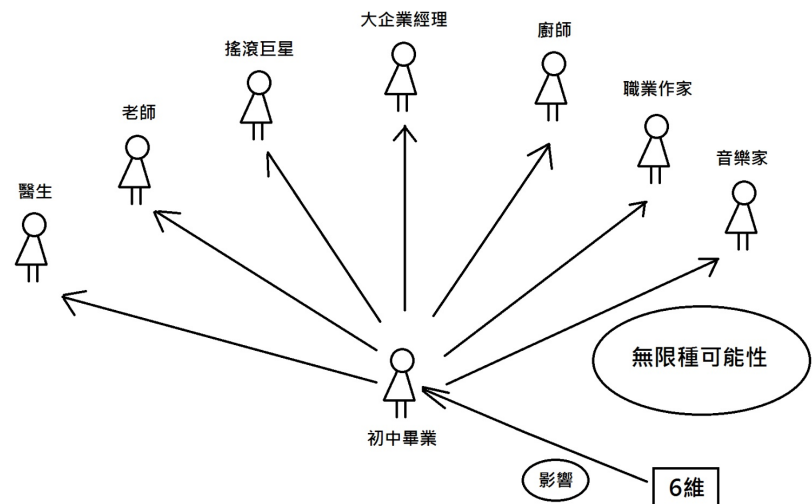 大企業經理
廚師
搖滾巨星
職業作家
老師
音樂家
醫生
無限種可能性
初中畢業
影響
6維